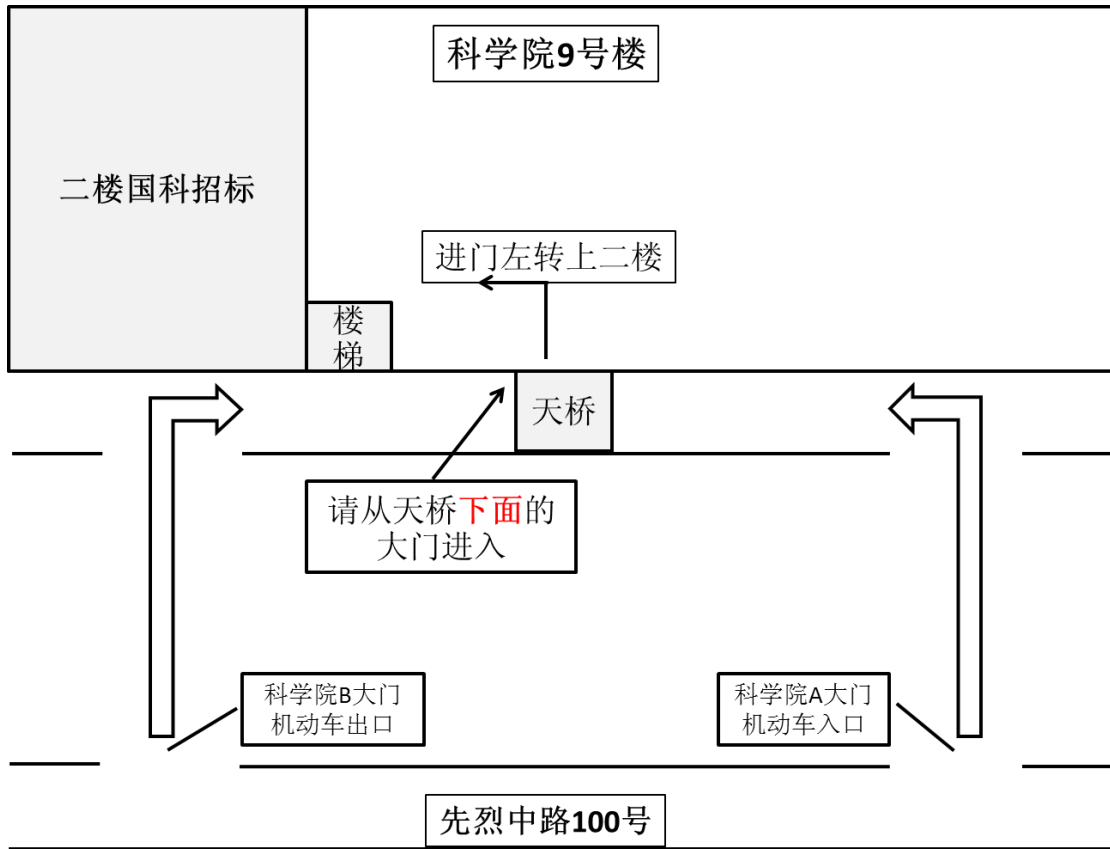 科学院9号楼
二楼国科招标
进门左转上二楼
楼
梯
天桥
请从天桥下面的
大门进入
科学院B大门
机动车出口
科学院A大门
机动车入口
先烈中路100号